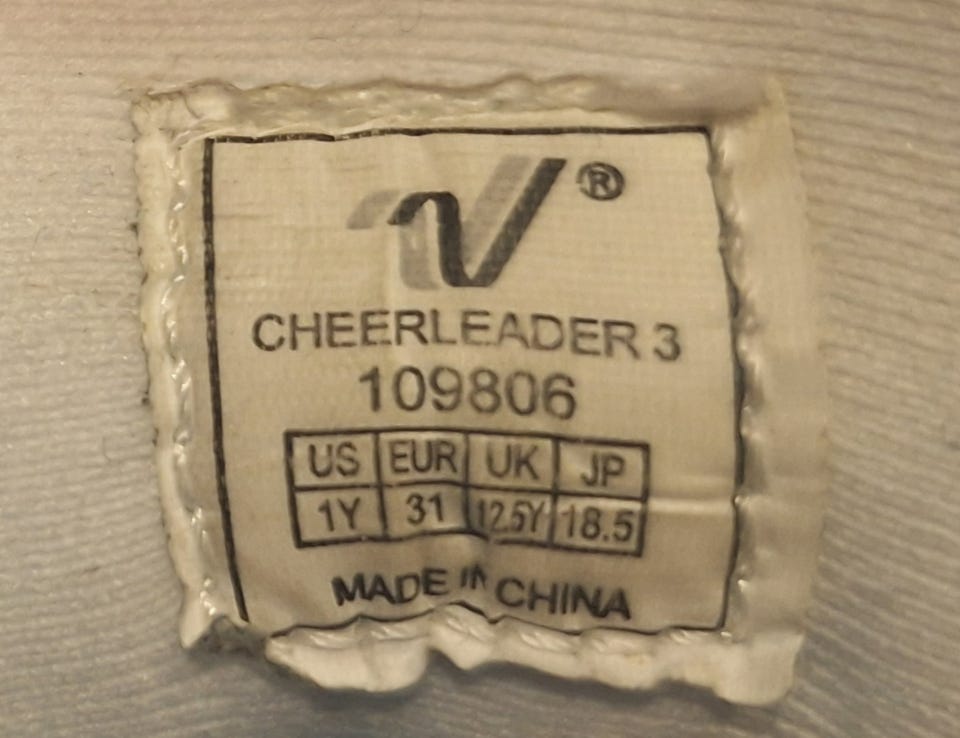 ®
CHEERLEADER 3
109806
US EUR UK JP
1Y 31 12.5Y 18.5
MADE IN CHINA